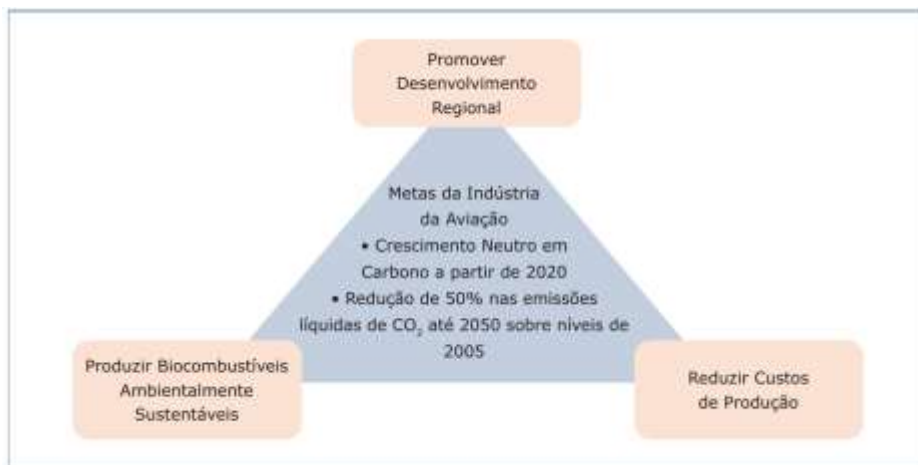 Promover
Desenvolvimento
Regional
Metas da Indústria
da Aviação
• Crescimento Neutro em
Carbono a partir de 2020
• Redução de 50% nas emissões
líquidas de CO₂ até 2050 sobre níveis de
2005
Produzir Biocombustíveis
Ambientalmente
Sustentáveis
Reduzir Custos
de Produção